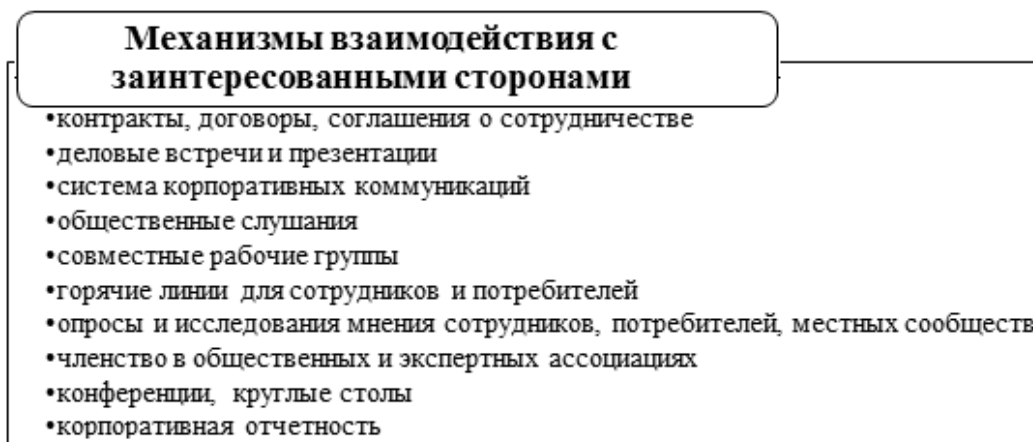 Механизмы взаимодействия с
заинтересованными сторонами
•контракты, договоры, соглашения о сотрудничестве
•деловые встречи и презентации
•система корпоративных коммуникаций
•общественные слушания
•совместные рабочие группы
•горячие линии для сотрудников и потребителей
•опросы и исследования мнения сотрудников, потребителей, местных сообществ
•членство в общественных и экспертных ассоциациях
•конференции, круглые столы
•корпоративная отчетность